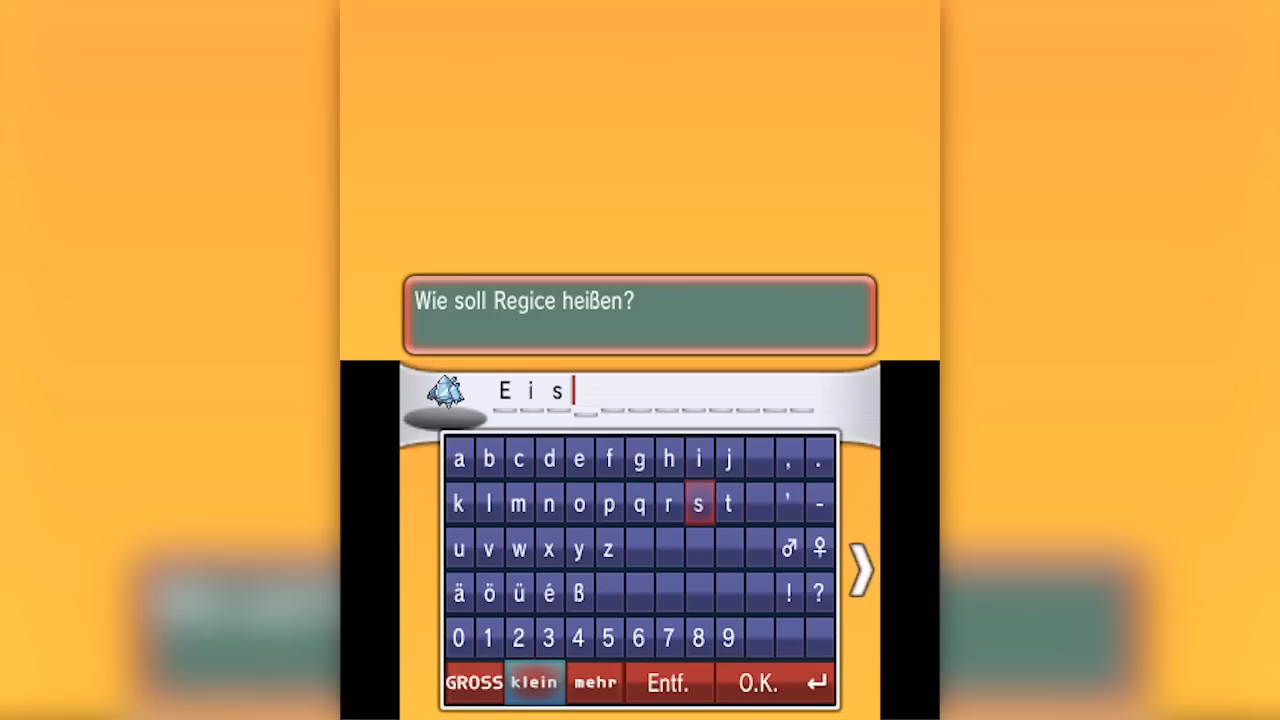 Wie soll Regice heißen?
Eis
a b c d e f g h i j , .
k l m n o p q r s t ' -
u v w x y z ♂ ♀
ä ö ü é ß ! ?
0 1 2 3 4 5 6 7 8 9
GROSS klein mehr Entf. O.K.